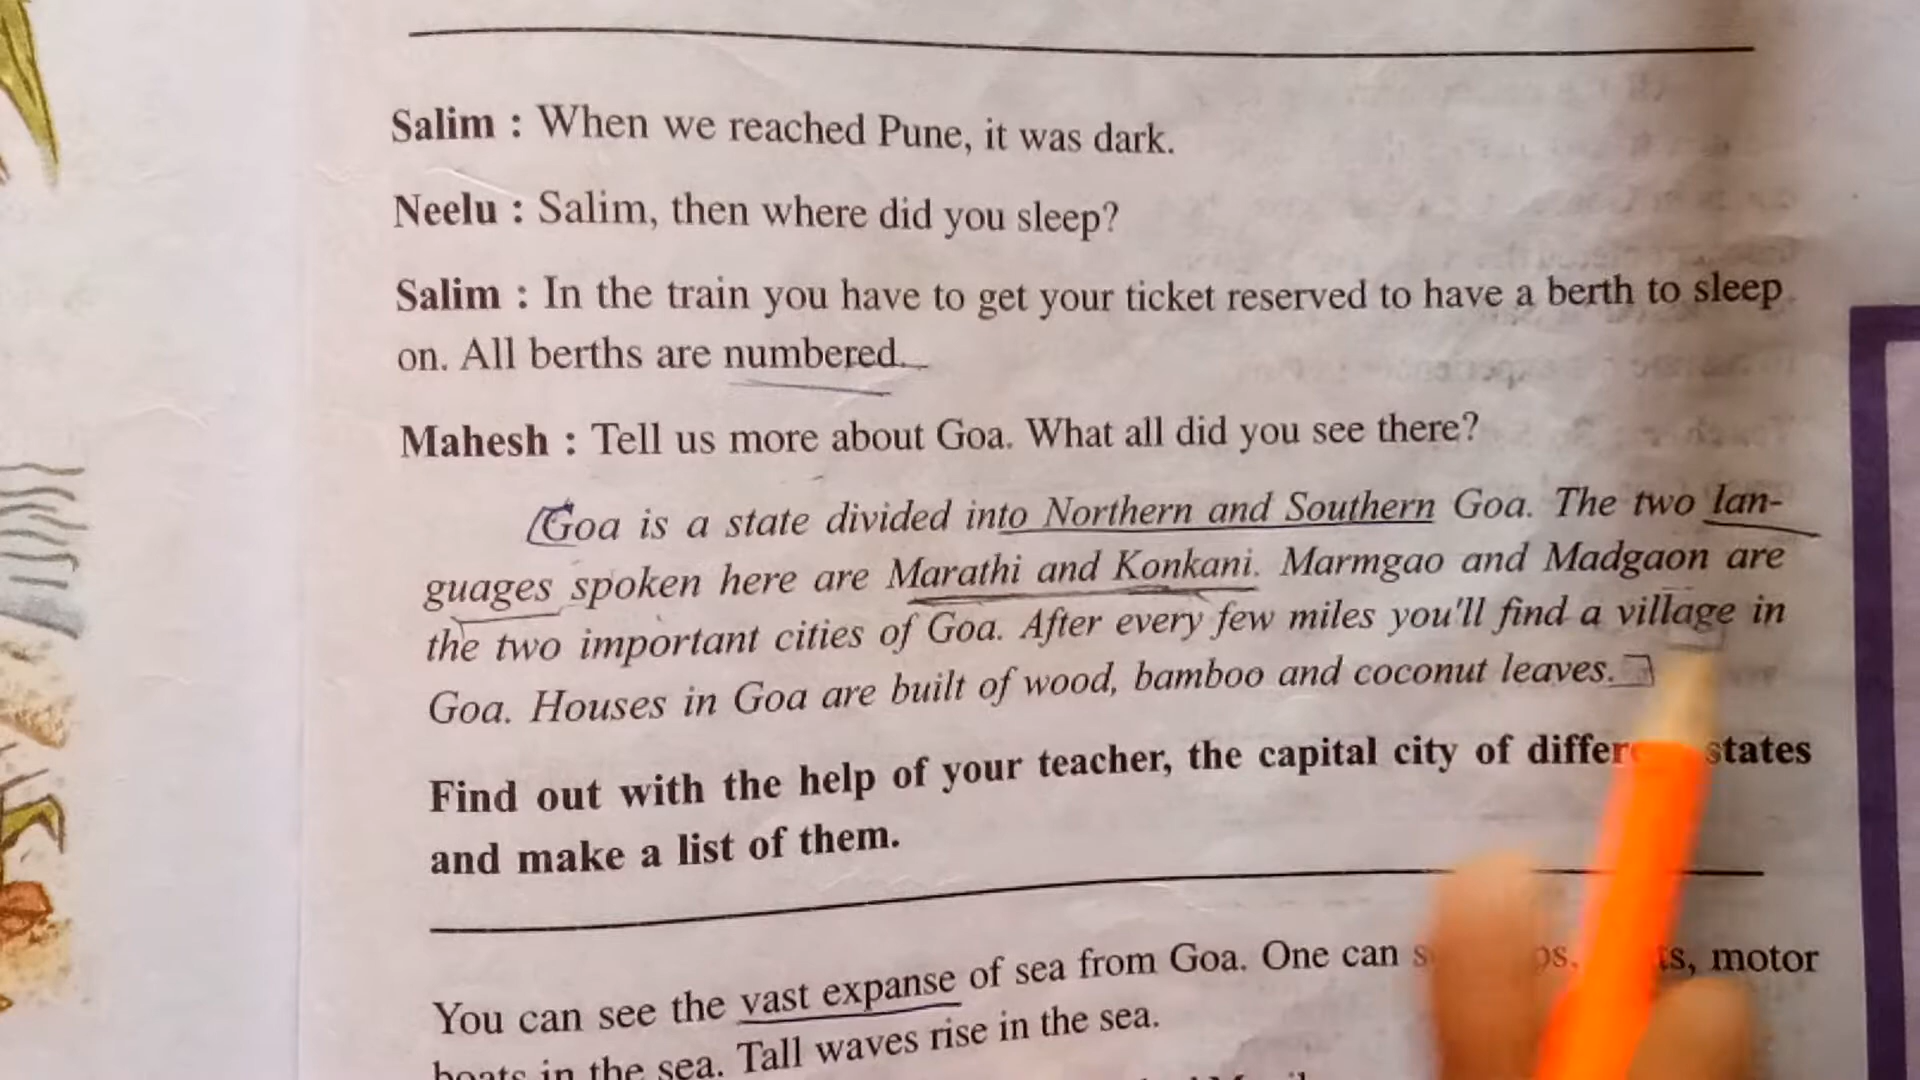 Salim : When we reached Pune, it was dark.
Neelu : Salim, then where did you sleep?
Salim : In the train you have to get your ticket reserved to have a berth to sleep
on. All berths are numbered.
Mahesh : Tell us more about Goa. What all did you see there?
Goa is a state divided into Northern and Southern Goa. The two lan-
guages spoken here are Marathi and Konkani. Marmgao and Madgaon are
the two important cities of Goa. After every few miles you'll find a village in
Goa. Houses in Goa are built of wood, bamboo and coconut leaves.
Find out with the help of your teacher, the capital city of states
and make a list of them.
You can see the vast expanse of sea from Goa. One can motor
boats in the sea. Tall waves rise in the sea.